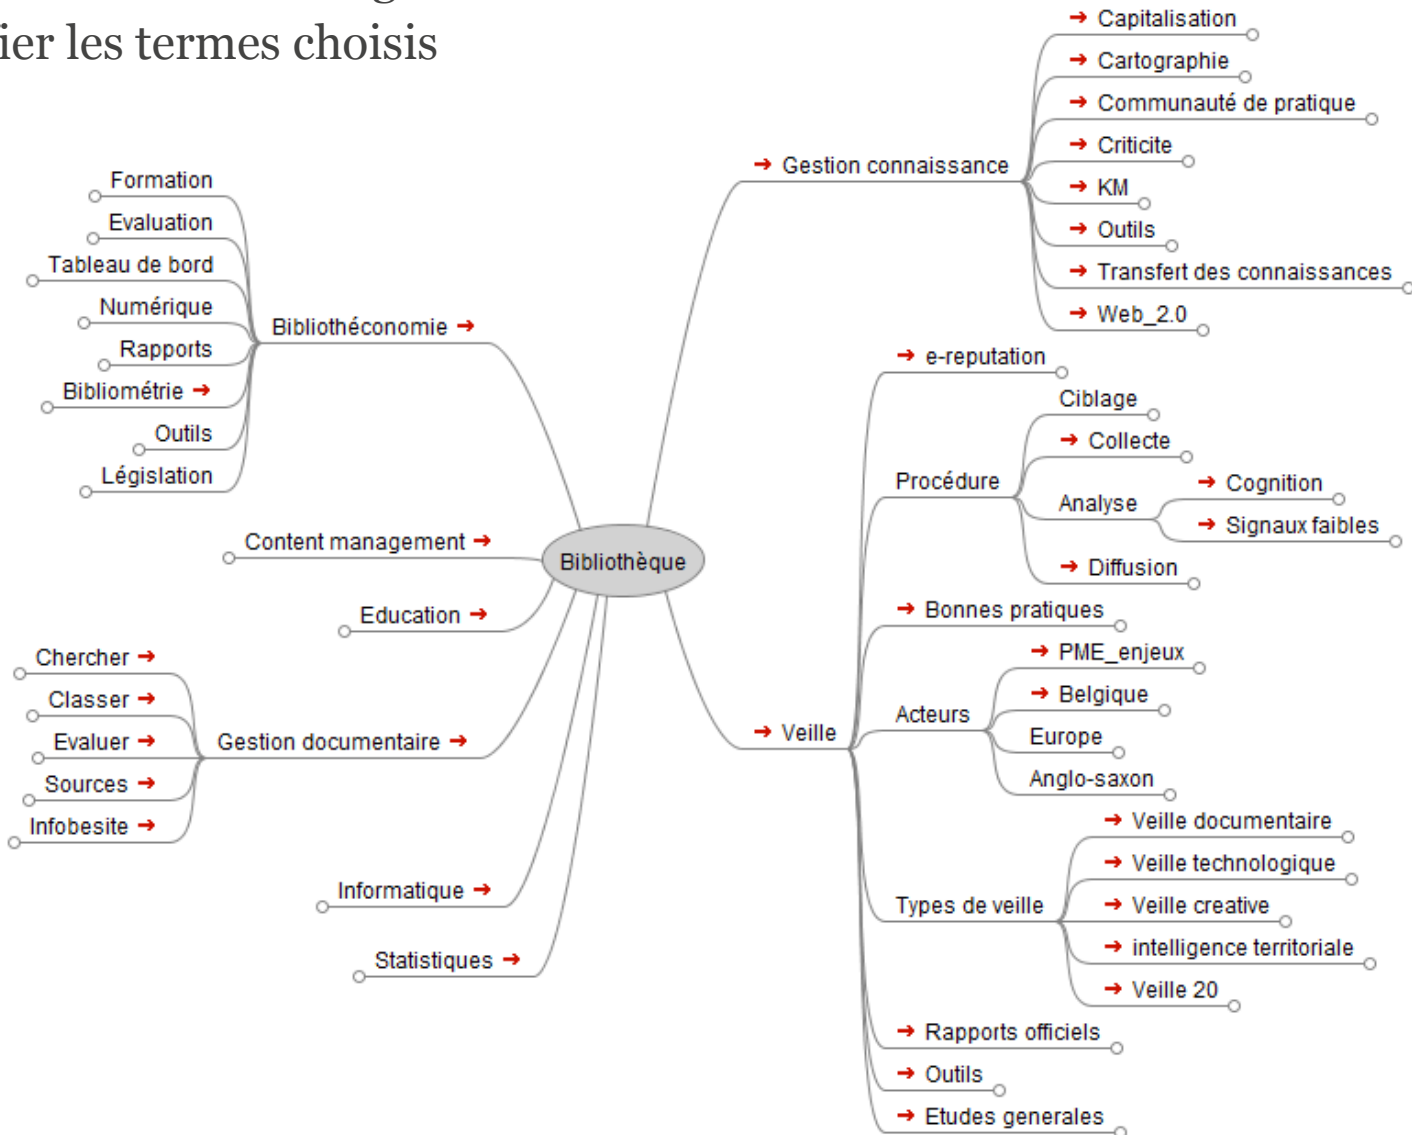 ier les termes choisis
Capitalisation
Cartographie
Communauté de pratique
Criticite
Gestion connaissance
KM
Outils
Transfert des connaissances
Web_2.0
Formation
Evaluation
Tableau de bord
Numérique
Bibliothéconomie
Rapports
Bibliométrie
Outils
Législation
Content management
Bibliothèque
Education
Chercher
Classer
Evaluer
Gestion documentaire
Sources
Infobesite
Informatique
Statistiques
Veille
e-reputation
Procédure
Ciblage
Collecte
Analyse
Cognition
Signaux faibles
Diffusion
Bonnes pratiques
Acteurs
PME_enjeux
Belgique
Europe
Anglo-saxon
Types de veille
Veille documentaire
Veille technologique
Veille creative
intelligence territoriale
Veille 20
Rapports officiels
Outils
Etudes generales